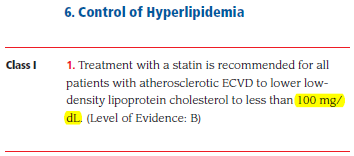 6. Control of Hyperlipidemia
Class I 1. Treatment with a statin is recommended for all
patients with atherosclerotic ECVD to lower low-
density lipoprotein cholesterol to less than 100 mg/
dL. (Level of Evidence: B)